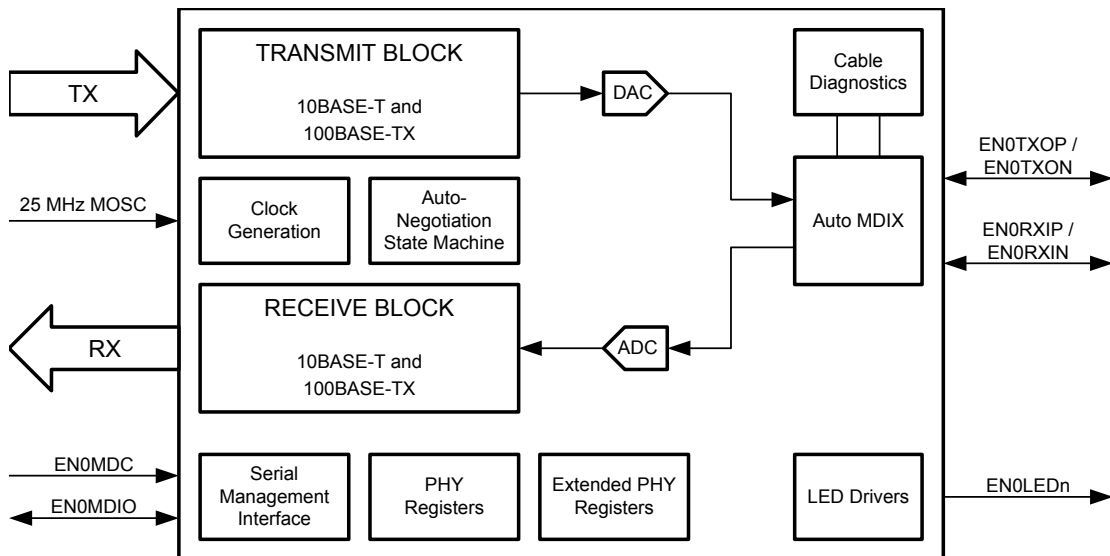 TRANSMIT BLOCK
10BASE-T and
100BASE-TX
TX
DAC
Cable
Diagnostics
EN0TXOP /
EN0TXON
25 MHz MOSC
Clock
Generation
Auto-
Negotiation
State Machine
Auto MDIX
EN0RXIP /
EN0RXIN
RECEIVE BLOCK
10BASE-T and
100BASE-TX
RX
ADC
EN0MDC
EN0MDIO
Serial
Management
Interface
PHY
Registers
Extended PHY
Registers
LED Drivers
EN0LEDn